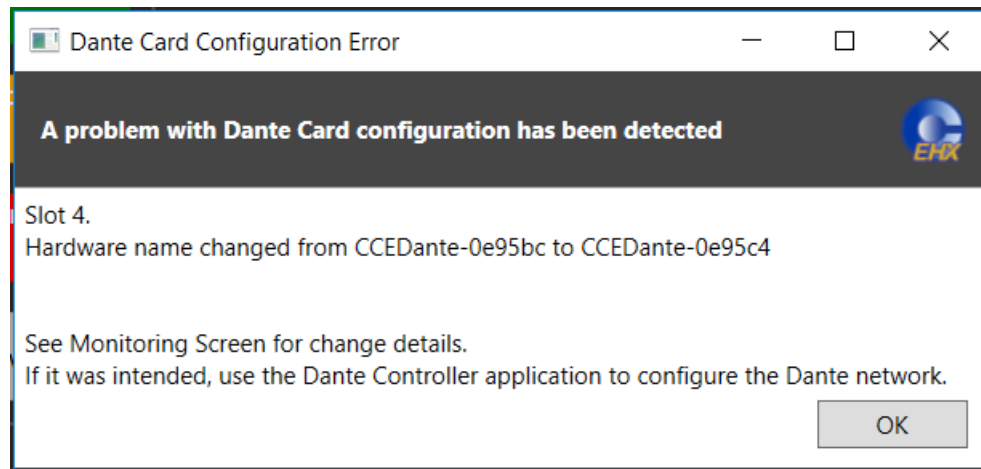 Dante Card Configuration Error
A problem with Dante Card configuration has been detected
EHX
Slot 4.
Hardware name changed from CCEDante-0e95bc to CCEDante-0e95c4
See Monitoring Screen for change details.
If it was intended, use the Dante Controller application to configure the Dante network.
OK